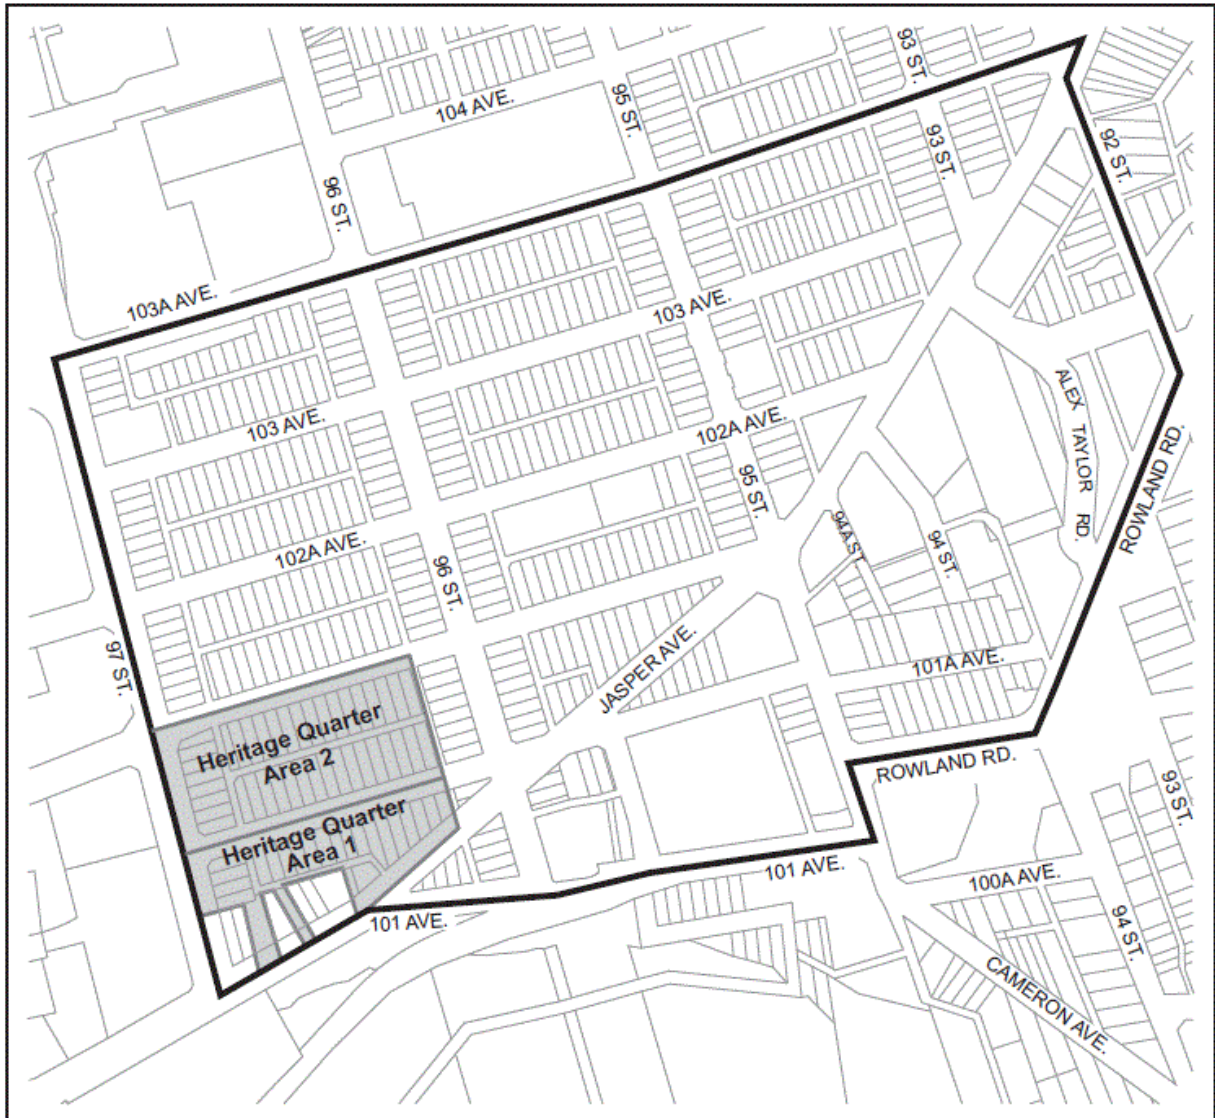 93 ST.
104 AVE.
95 ST.
93 ST.
92 ST.
96 ST.
103A AVE.
103 AVE.
ALEX TAYLOR RD.
103 AVE.
102A AVE.
ROWLAND RD.
95 ST.
94A ST.
94 ST.
102A AVE.
96 ST.
97 ST.
JASPER AVE.
101A AVE.
Heritage Quarter
Area 2
ROWLAND RD.
93 ST.
Heritage Quarter
Area 1
101 AVE.
100A AVE.
101 AVE.
94 ST.
CAMERON AVE.